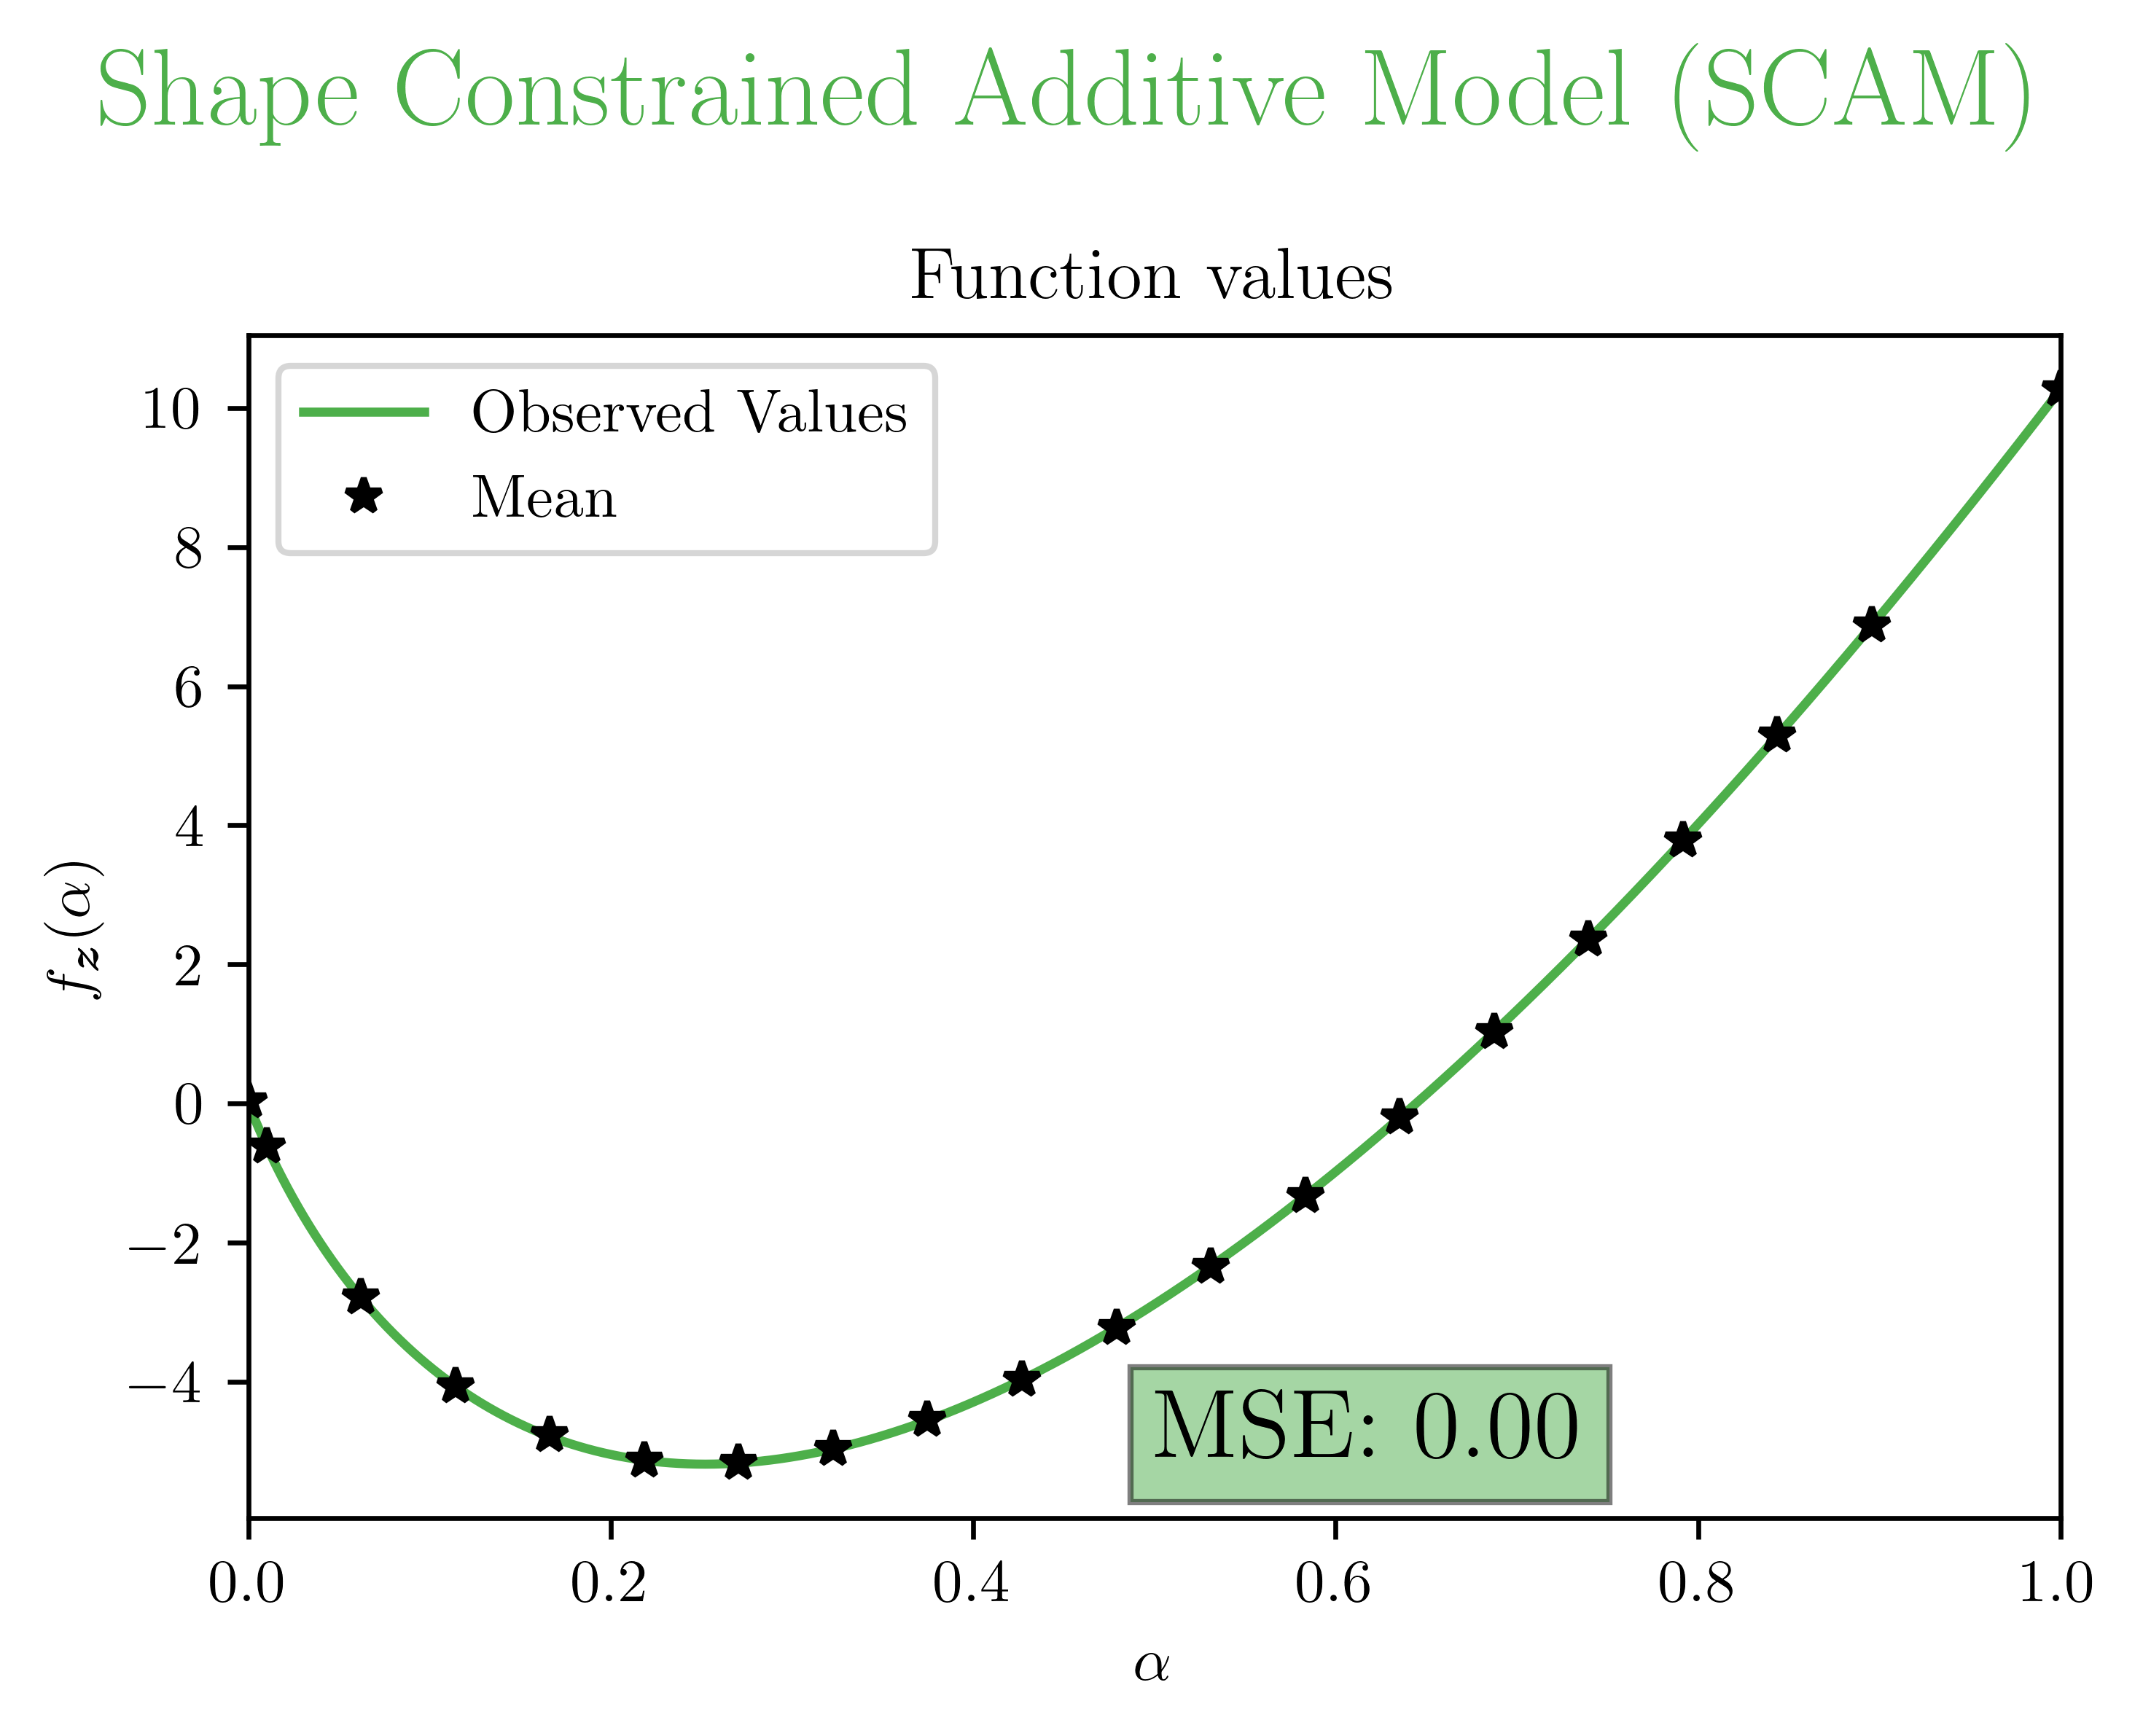 Shape Constrained Additive Model (SCAM)
Function values
Observed Values
Mean
10
8
6
4
2
0
−2
−4
f_z(α)
MSE: 0.00
0.0 0.2 0.4 0.6 0.8 1.0
α